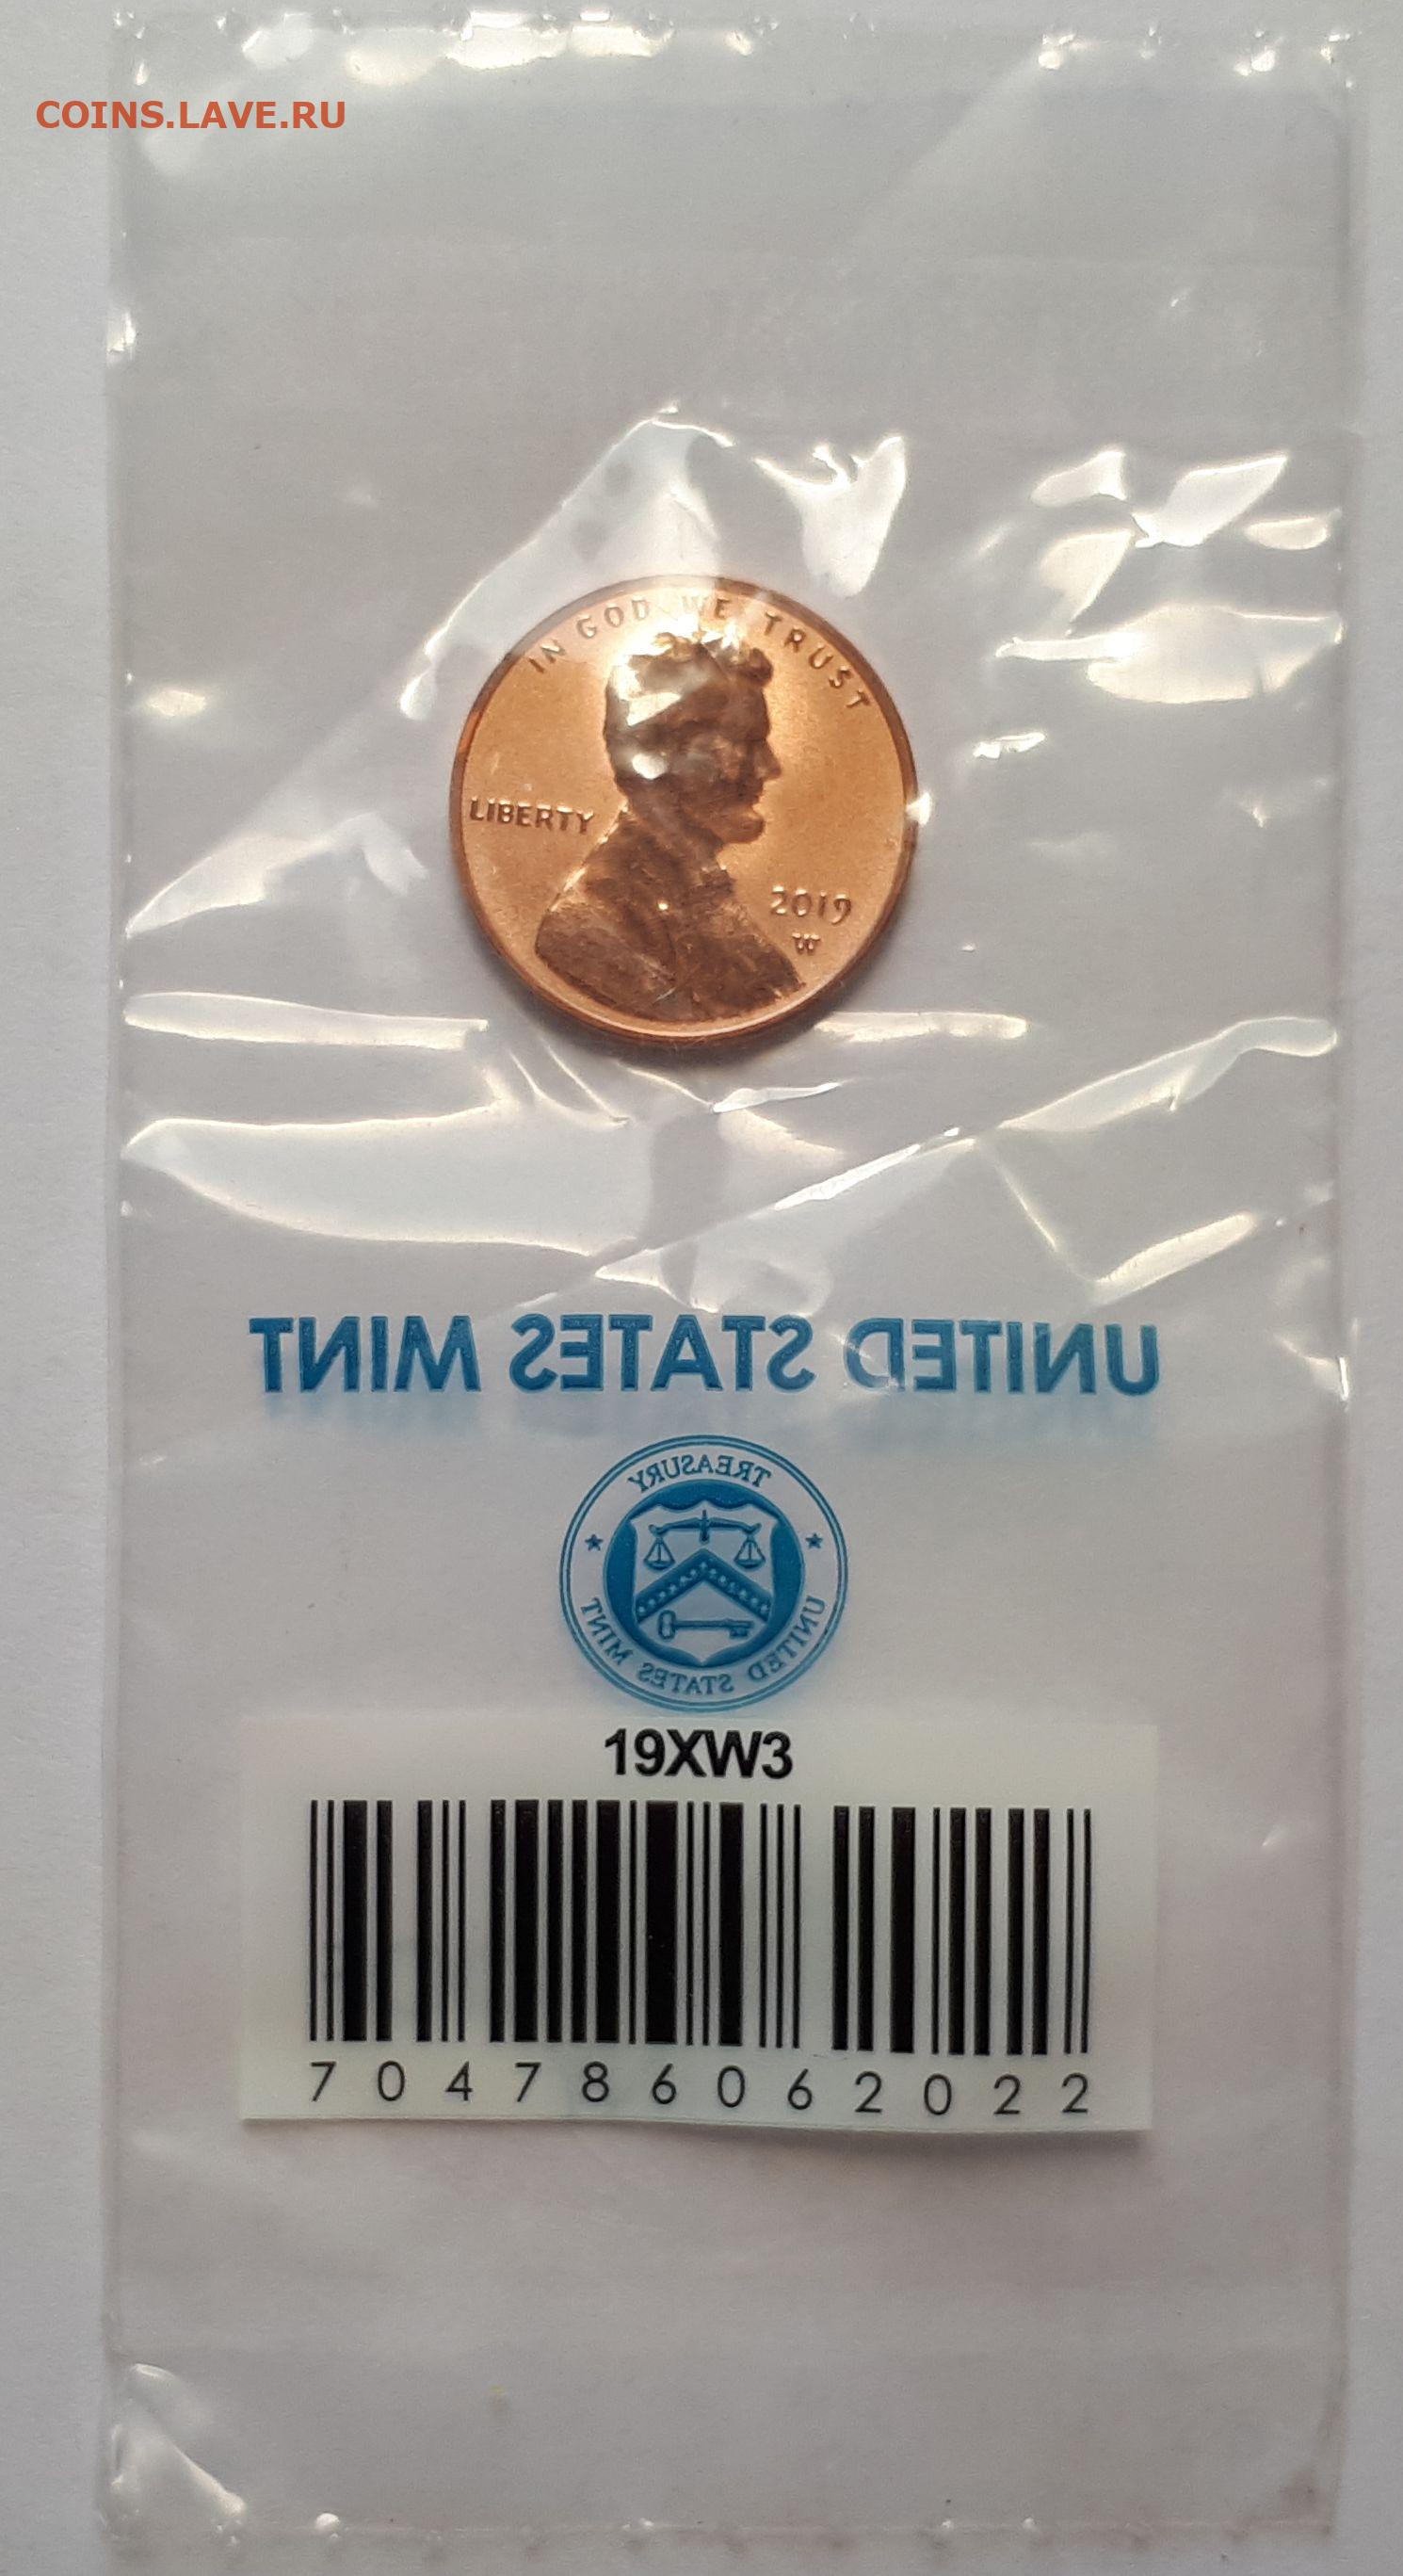 COINS.LAVE.RU
IN GOD WE TRUST
LIBERTY
2019
W
UNITED STATES MINT
TREASURY
UNITED STATES MINT
19XW3
7 0 4 7 8 6 0 6 2 0 2 2